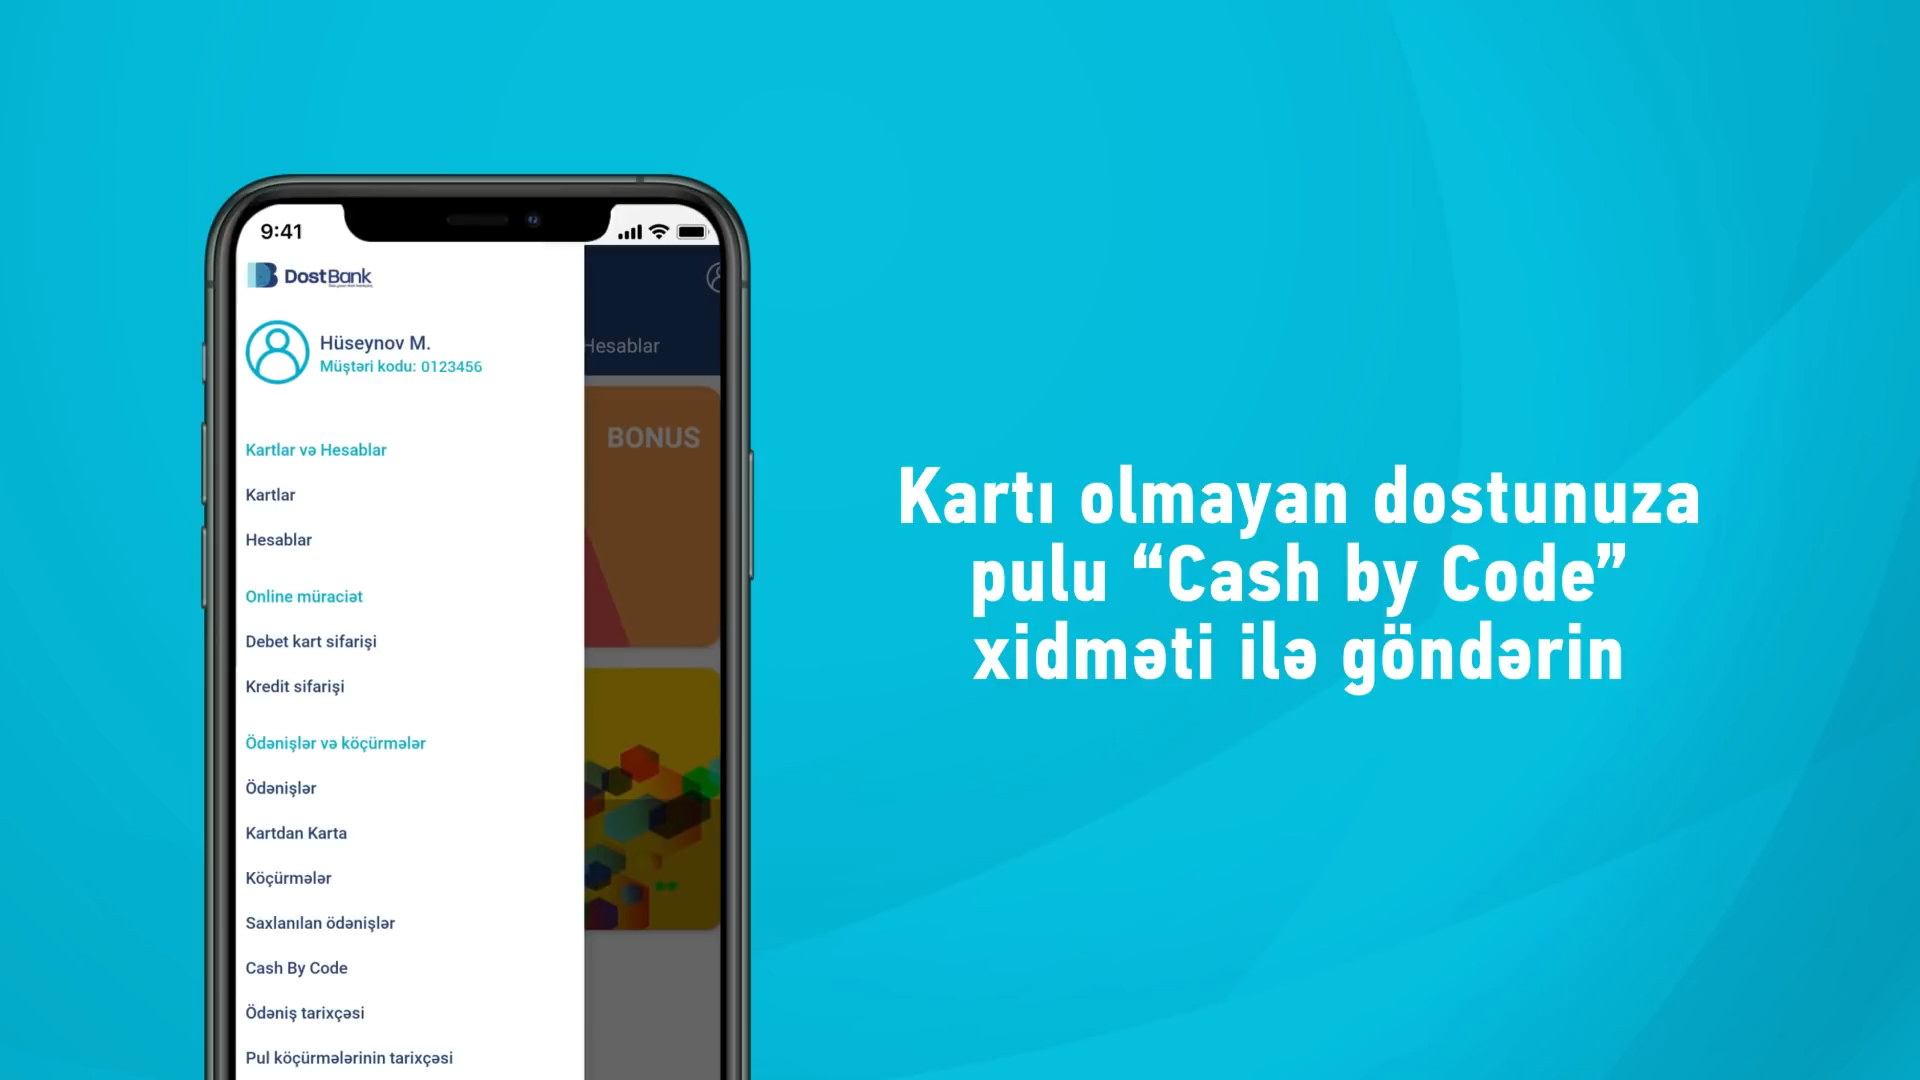 9:41
DostBank
Hüseynov M.
Müştəri kodu: 0123456
Hesablar
BONUS
Kartlar və Hesablar
Kartlar
Hesablar
Online müraciət
Debet kart sifarişi
Kredit sifarişi
Ödənişlər və köçürmələr
Ödənişlər
Kartdan Karta
Köçürmələr
Saxlanılan ödənişlər
Cash By Code
Ödəniş tarixçəsi
Pul köçürmələrinin tarixçəsi
Kartı olmayan dostunuza
pulu “Cash by Code”
xidməti ilə göndərin